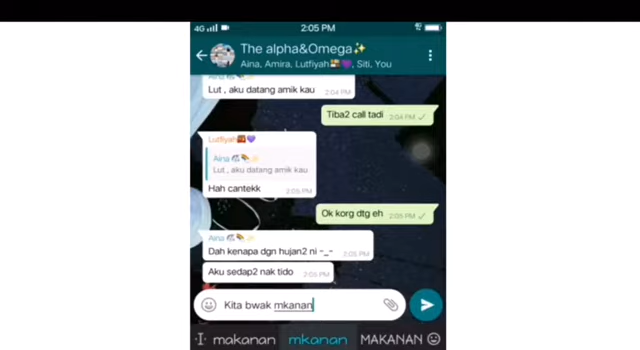 4G 2:05 PM
The alpha&Omega✨
Aina, Amira, Lutfiyah, Siti, You
Aina
Lut , aku datang amik kau 2:04 PM
Tiba2 call tadi 2:04 PM
Lutfiyah
Aina
Lut , aku datang amik kau
Hah cantekk 2:05 PM
Ok korg dtg eh 2:05 PM
Aina
Dah kenapa dgn hujan2 ni -_- 2:05 PM
Aku sedap2 nak tido 2:05 PM
Kita bwak mkanan
makanan mkanan MAKANAN